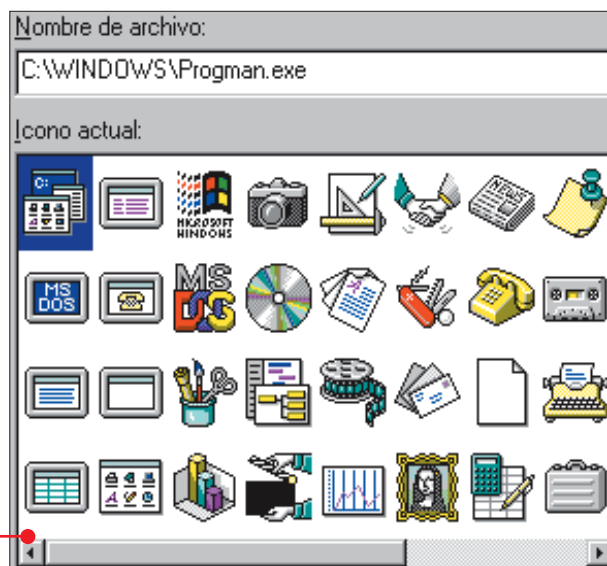 Nombre de archivo:
C:\WINDOWS\Progman.exe
Icono actual:
C:
MICROSOFT
WINDOWS
NEWS
MS
DOS
MS
DOS